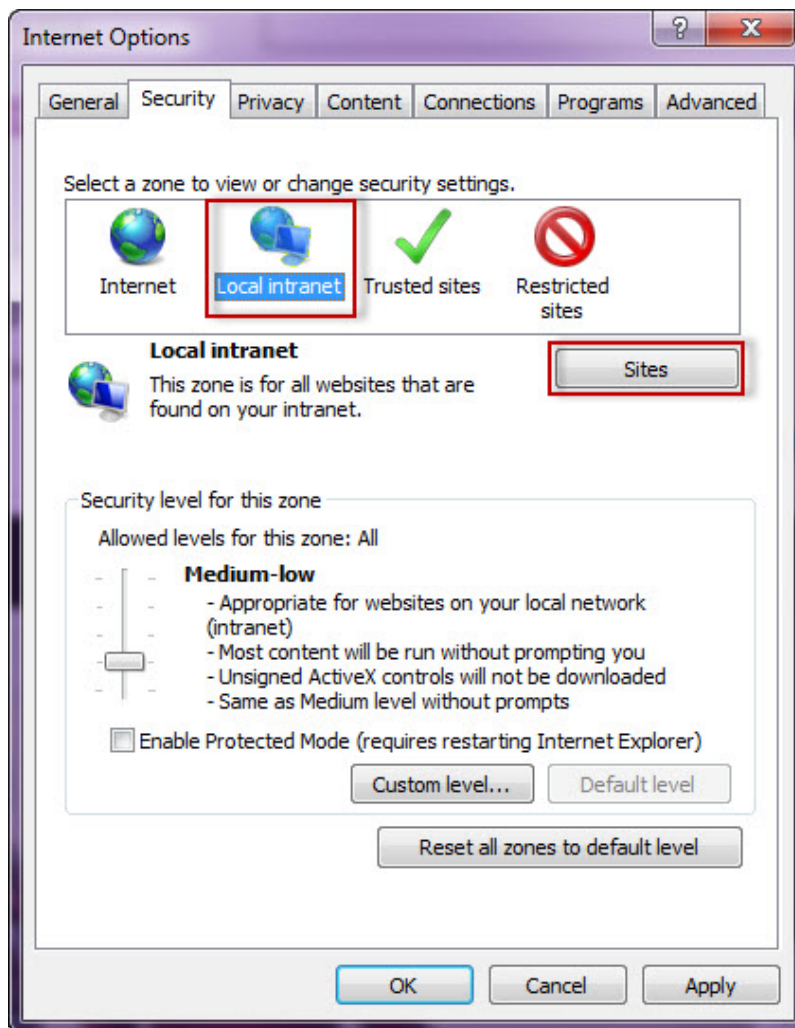 Internet Options
?
X
General Security Privacy Content Connections Programs Advanced
Select a zone to view or change security settings.
Internet Local intranet Trusted sites Restricted
sites
Local intranet
Sites
This zone is for all websites that are
found on your intranet.
Security level for this zone
Allowed levels for this zone: All
Medium-low
- Appropriate for websites on your local network
(intranet)
- Most content will be run without prompting you
- Unsigned ActiveX controls will not be downloaded
- Same as Medium level without prompts
Enable Protected Mode (requires restarting Internet Explorer)
Custom level... Default level
Reset all zones to default level
OK Cancel Apply